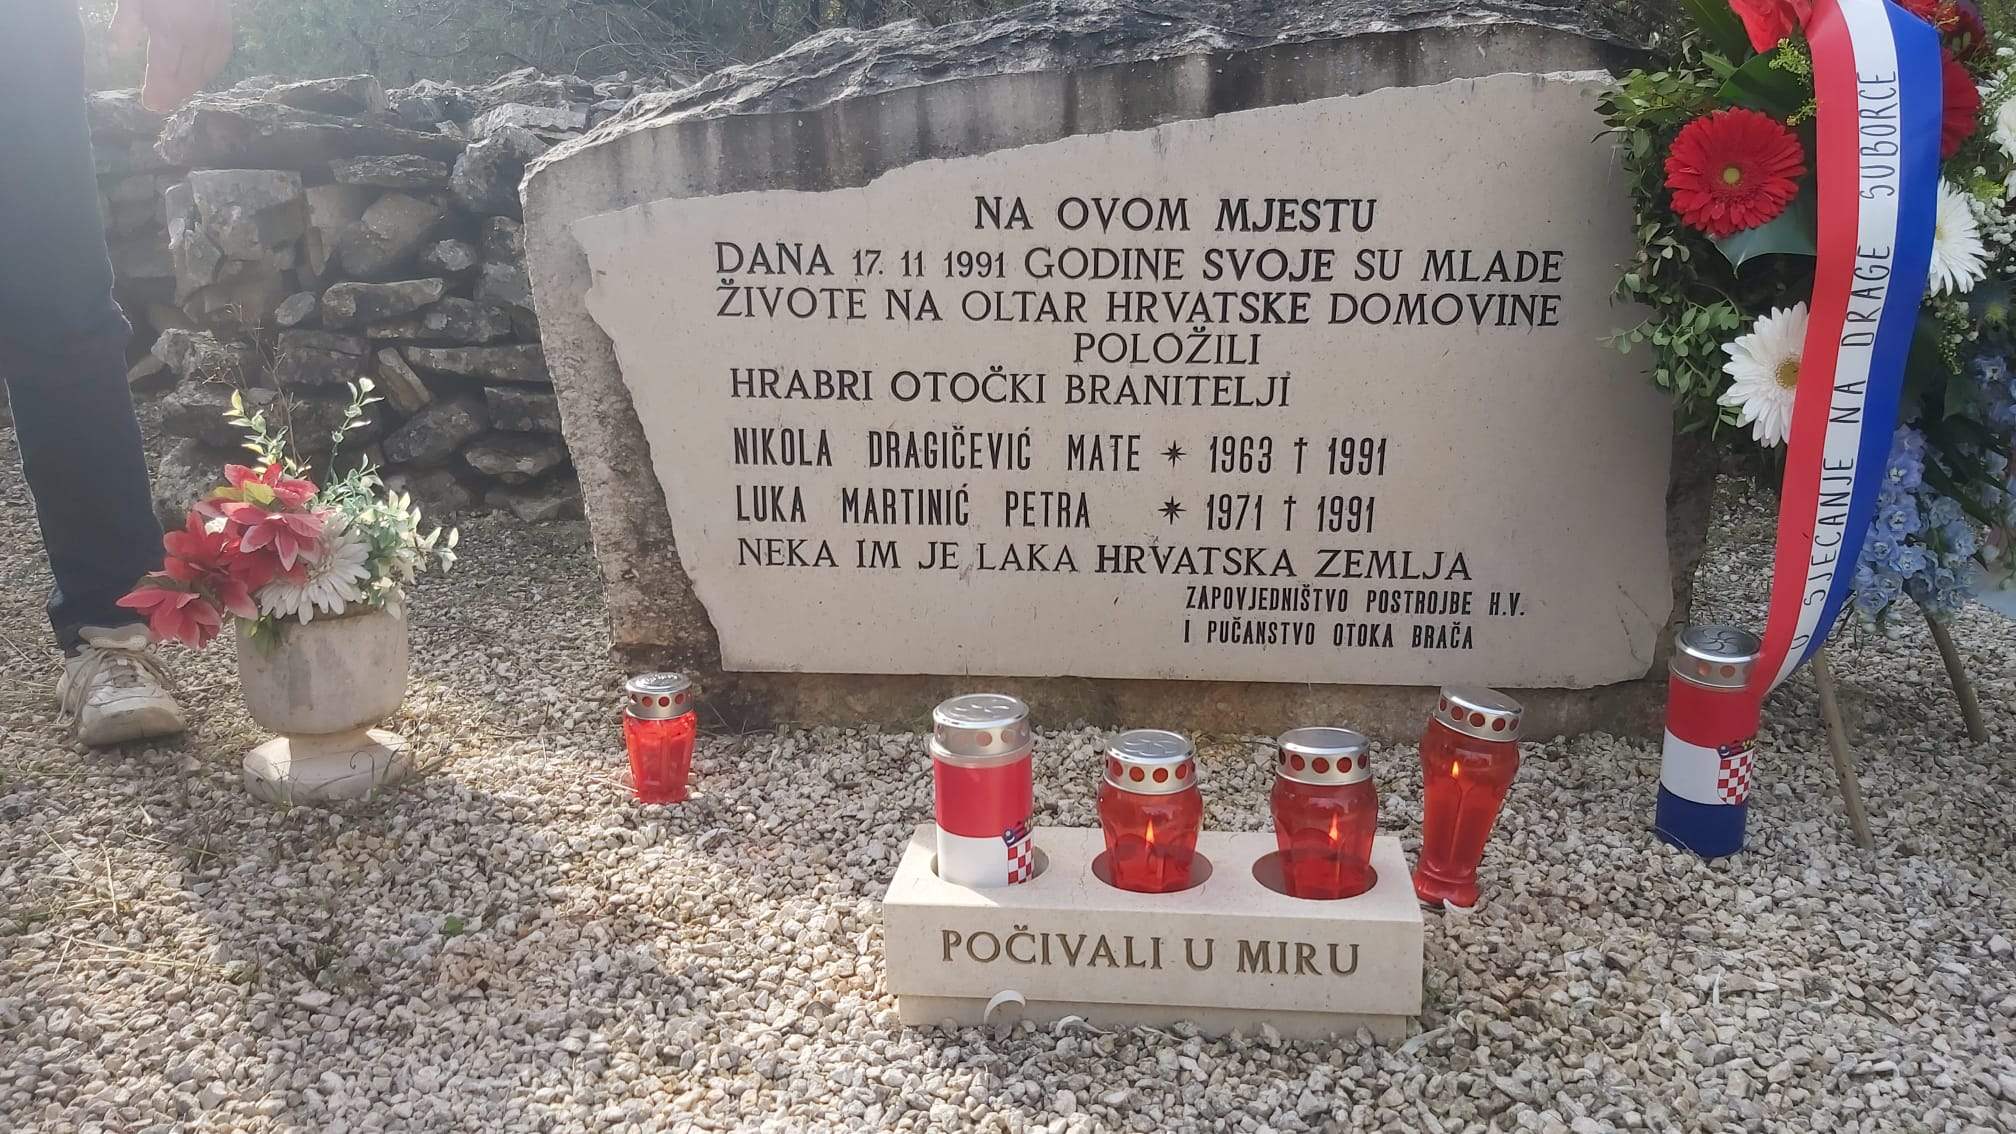 NA OVOM MJESTU
DANA 17. 11 1991 GODINE SVOJE SU MLADE
ŽIVOTE NA OLTAR HRVATSKE DOMOVINE
POLOŽILI
HRABRI OTOČKI BRANITELJI
NIKOLA DRAGIČEVIĆ MATE * 1963 † 1991
LUKA MARTINIĆ PETRA * 1971 † 1991
NEKA IM JE LAKA HRVATSKA ZEMLJA
ZAPOVJEDNIŠTVO POSTROJBE H.V.
I PUČANSTVO OTOKA BRAČA
POČIVALI U MIRU
U SJEĆANJE NA DRAGE SUBORCE